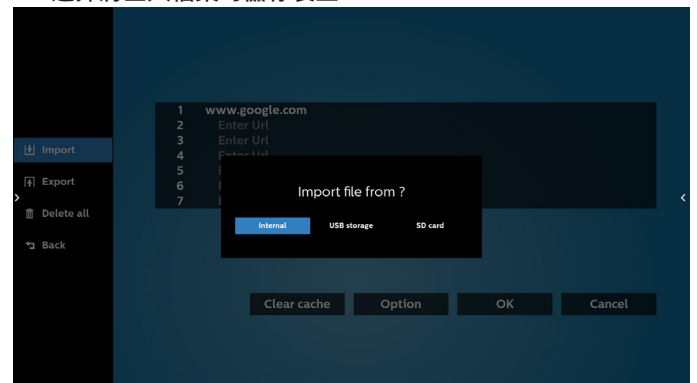 1 www.google.com
2 Enter Url
3 Enter Url
4
5
6
7
Import
Export
Delete all
Back
Import file from ?
Internal USB storage SD card
Clear cache Option OK Cancel